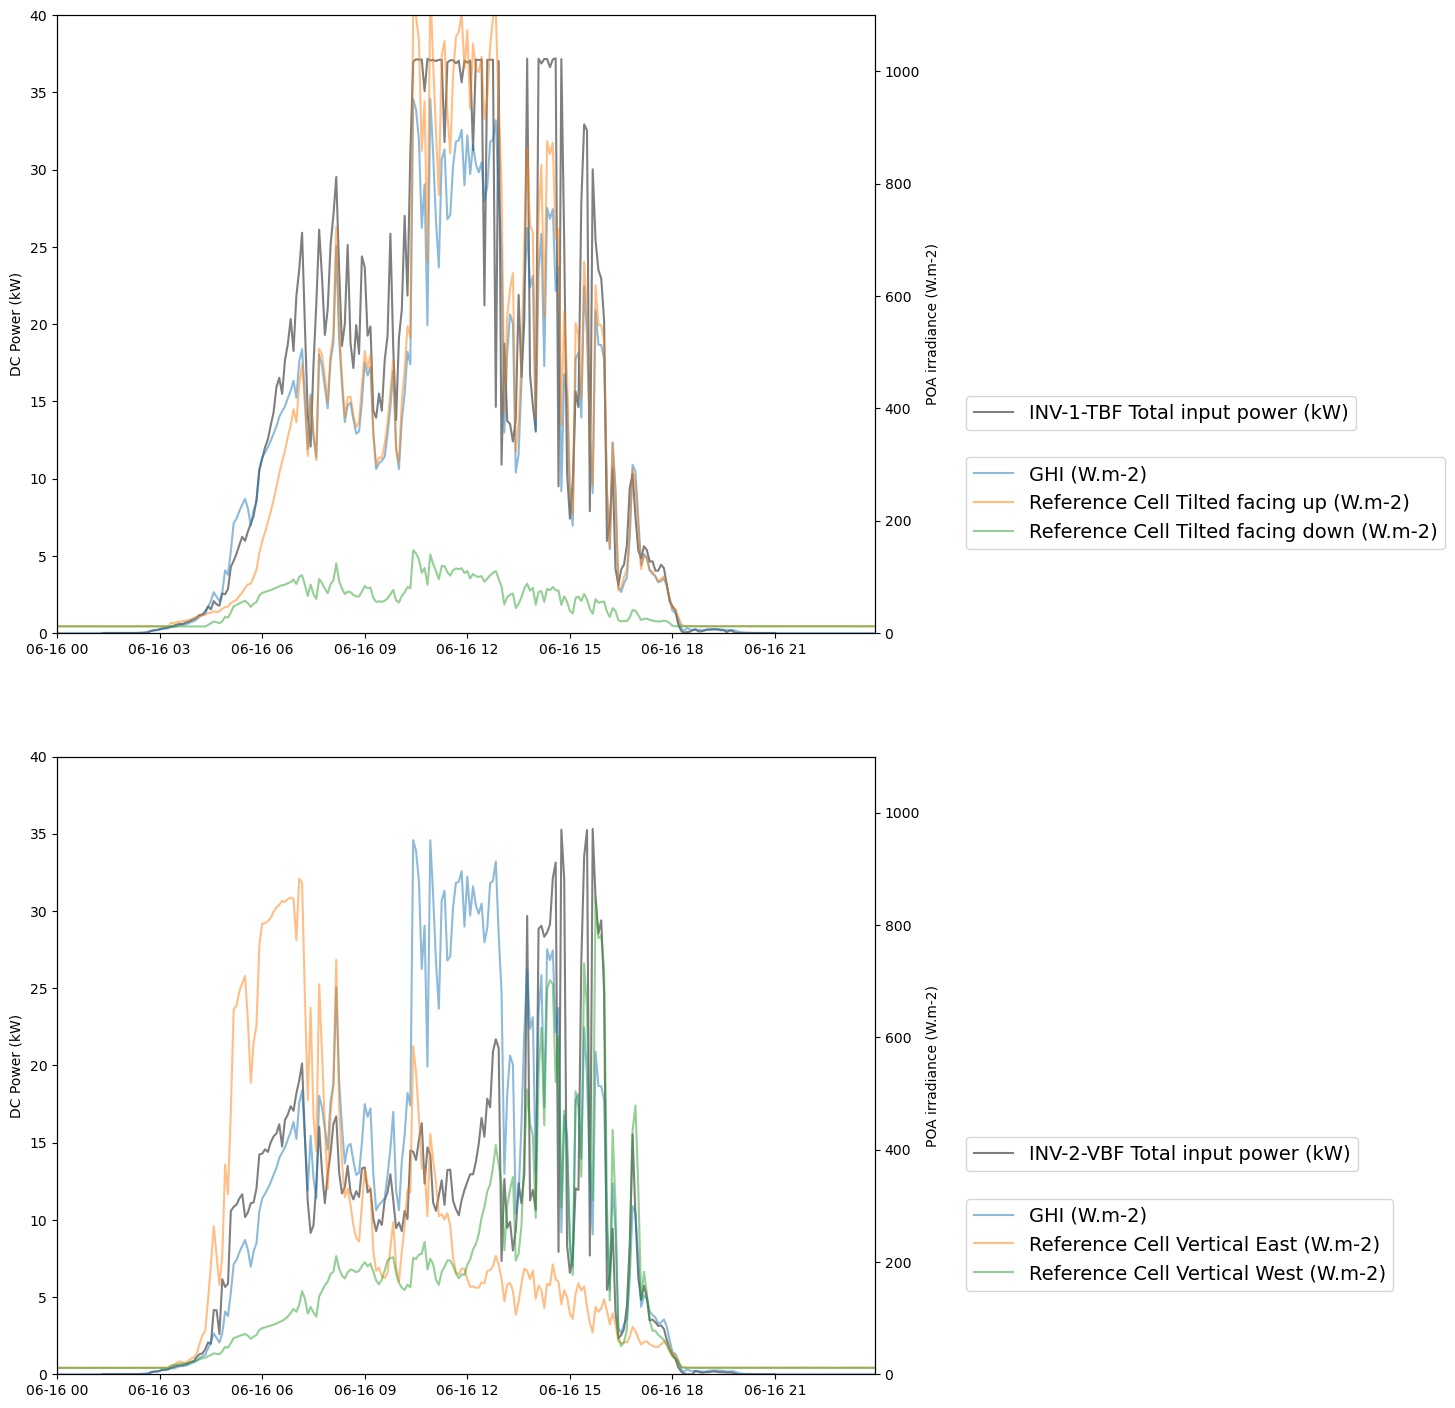 40
35
30
25
20
15
10
5
0
DC Power (kW)
1000
800
600
400
200
0
POA irradiance (W.m-2)
06-16 00 06-16 03 06-16 06 06-16 09 06-16 12 06-16 15 06-16 18 06-16 21
INV-1-TBF Total input power (kW)
GHI (W.m-2)
Reference Cell Tilted facing up (W.m-2)
Reference Cell Tilted facing down (W.m-2)
40
35
30
25
20
15
10
5
0
DC Power (kW)
1000
800
600
400
200
0
POA irradiance (W.m-2)
06-16 00 06-16 03 06-16 06 06-16 09 06-16 12 06-16 15 06-16 18 06-16 21
INV-2-VBF Total input power (kW)
GHI (W.m-2)
Reference Cell Vertical East (W.m-2)
Reference Cell Vertical West (W.m-2)